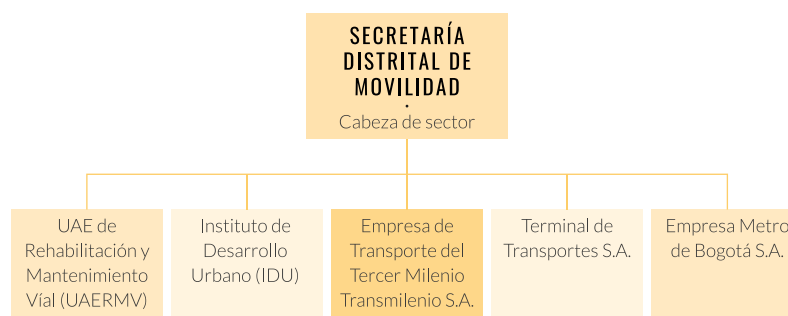 SECRETARÍA
DISTRITAL DE
MOVILIDAD
·
Cabeza de sector
UAE de
Rehabilitación y
Mantenimiento
Víal (UAERMV)
Instituto de
Desarrollo
Urbano (IDU)
Empresa de
Transporte del
Tercer Milenio
Transmilenio S.A.
Terminal de
Transportes S.A.
Empresa Metro
de Bogotá S.A.